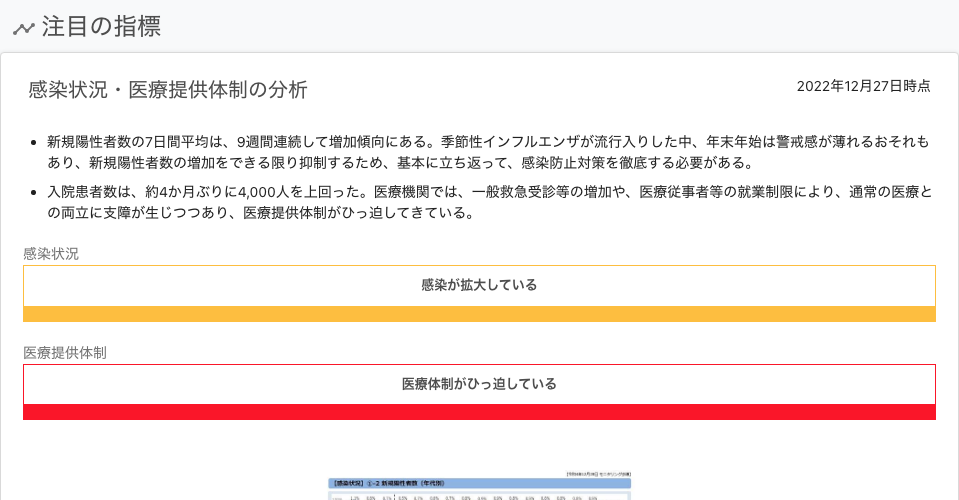 注目の指標
感染状況・医療提供体制の分析
2022年12月27日時点
• 新規陽性者数の7日間平均は、9週間連続して増加傾向にある。季節性インフルエンザが流行入りした中、年末年始は警戒感が薄れるおそれも
あり、新規陽性者数の増加をできる限り抑制するため、基本に立ち返って、感染防止対策を徹底する必要がある。
• 入院患者数は、約4か月ぶりに4,000人を上回った。医療機関では、一般救急受診等の増加や、医療従事者等の就業制限により、通常の医療と
の両立に支障が生じつつあり、医療提供体制がひっ迫してきている。
感染状況
感染が拡大している
医療提供体制
医療体制がひっ迫している
【感染状況】①-2 新規陽性者数（年代別）